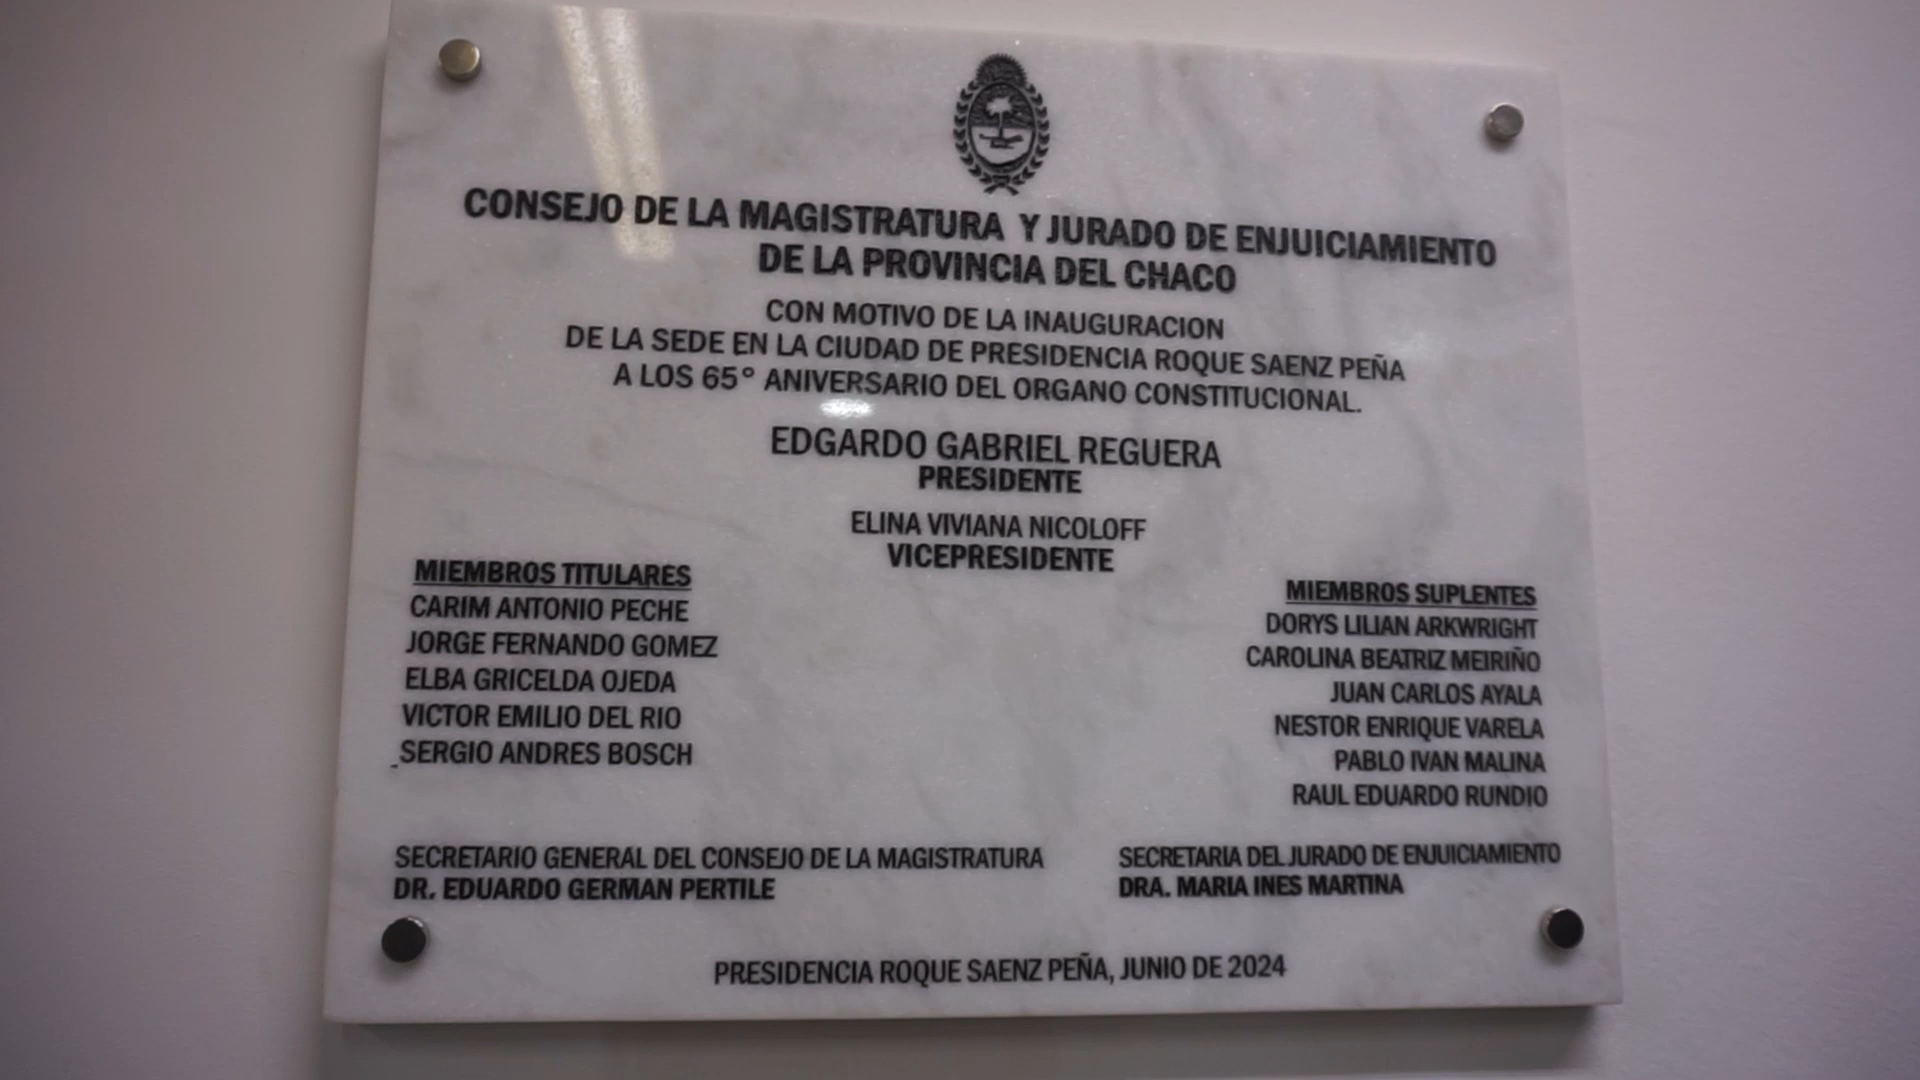 CONSEJO DE LA MAGISTRATURA Y JURADO DE ENJUICIAMIENTO
DE LA PROVINCIA DEL CHACO
CON MOTIVO DE LA INAUGURACION
DE LA SEDE EN LA CIUDAD DE PRESIDENCIA ROQUE SAENZ PEÑA
A LOS 65° ANIVERSARIO DEL ORGANO CONSTITUCIONAL.
EDGARDO GABRIEL REGUERA
PRESIDENTE
ELINA VIVIANA NICOLOFF
VICEPRESIDENTE
MIEMBROS TITULARES
CARIM ANTONIO PECHE
JORGE FERNANDO GOMEZ
ELBA GRICELDA OJEDA
VICTOR EMILIO DEL RIO
SERGIO ANDRES BOSCH
MIEMBROS SUPLENTES
DORYS LILIAN ARKWRIGHT
CAROLINA BEATRIZ MEIRIÑO
JUAN CARLOS AYALA
NESTOR ENRIQUE VARELA
PABLO IVAN MALINA
RAUL EDUARDO RUNDIO
SECRETARIO GENERAL DEL CONSEJO DE LA MAGISTRATURA
DR. EDUARDO GERMAN PERTILE
SECRETARIA DEL JURADO DE ENJUICIAMIENTO
DRA. MARIA INES MARTINA
PRESIDENCIA ROQUE SAENZ PEÑA, JUNIO DE 2024